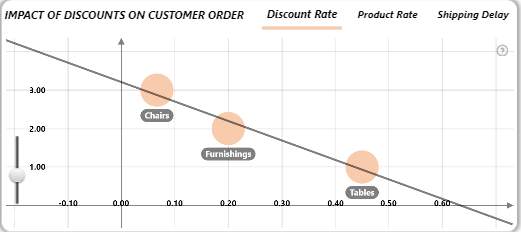 IMPACT OF DISCOUNTS ON CUSTOMER ORDER
Discount Rate
Product Rate
Shipping Delay
?
3.00
Chairs
2.00
Furnishings
1.00
Tables
-0.10 0.00 0.10 0.20 0.30 0.40 0.50 0.60